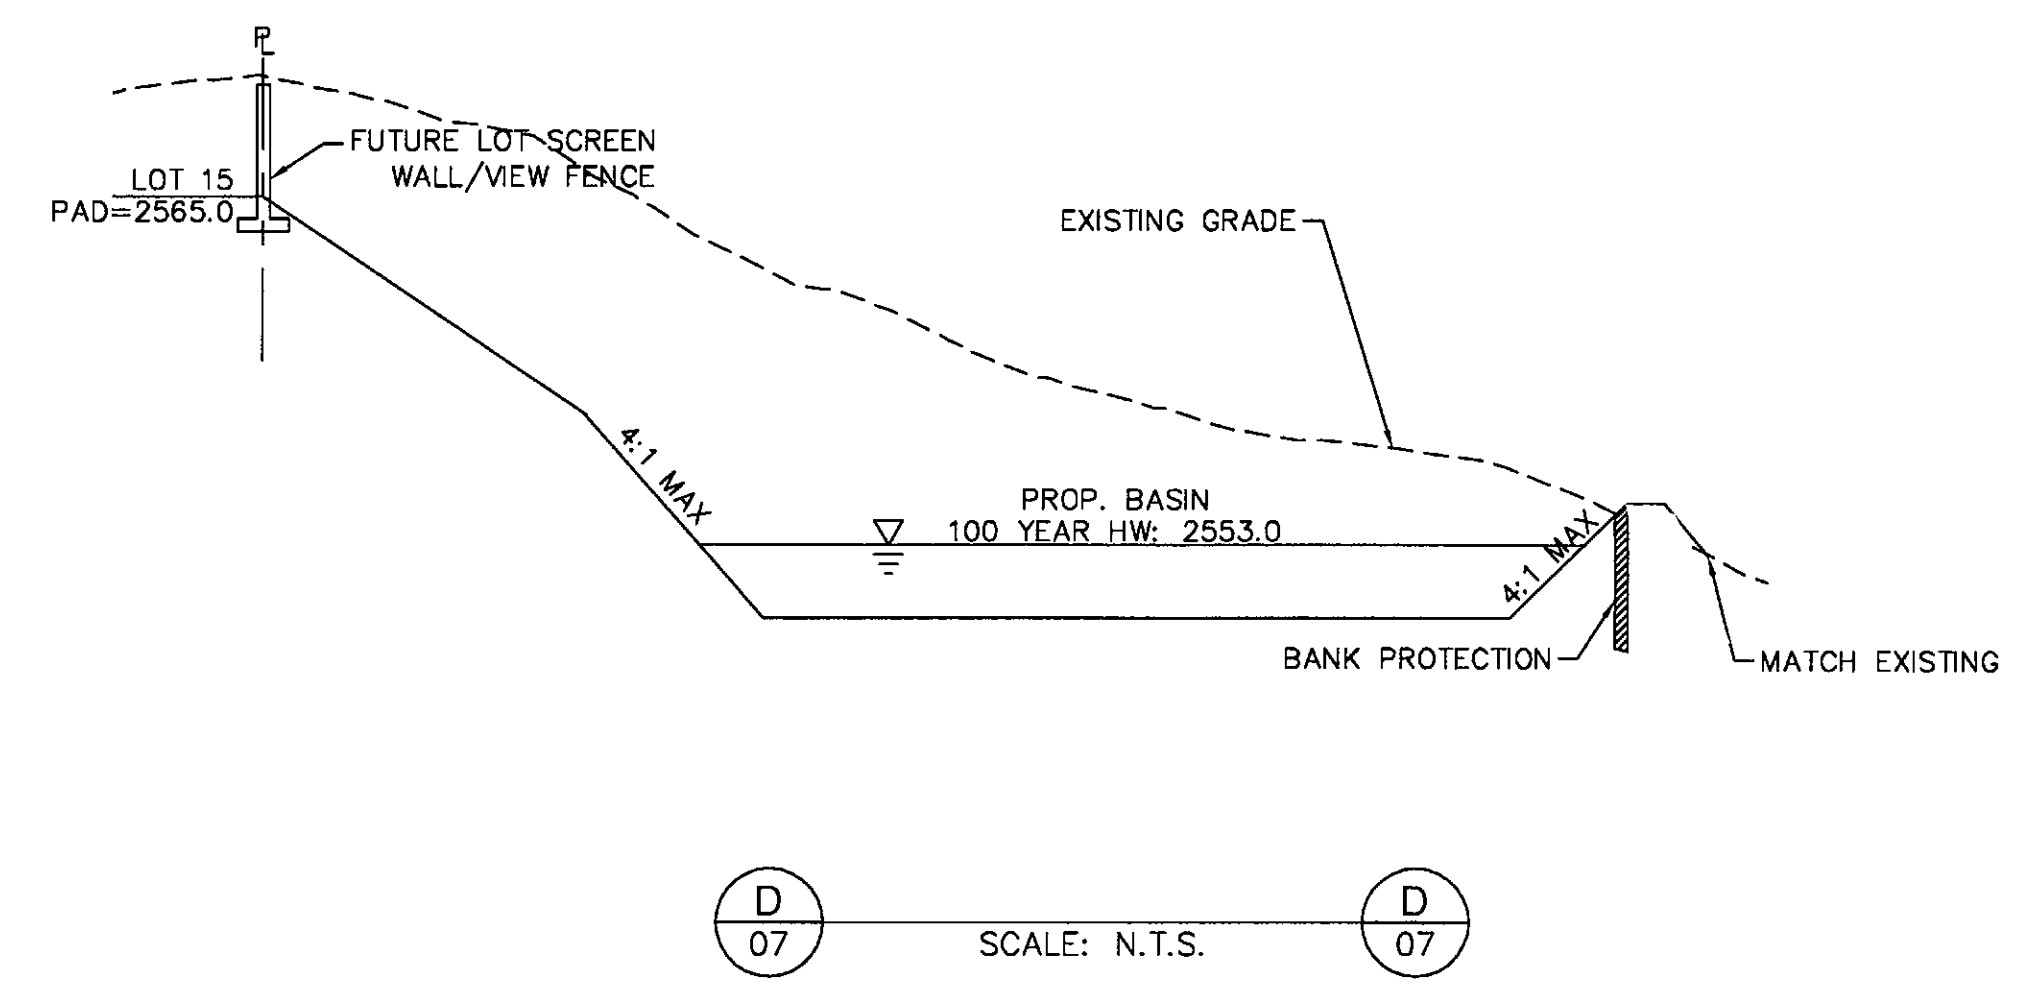 PL
FUTURE LOT SCREEN
WALL/VIEW FENCE
LOT 15
PAD=2565.0
EXISTING GRADE
4:1 MAX
PROP. BASIN
100 YEAR HW: 2553.0
4:1 MAX
BANK PROTECTION
MATCH EXISTING
D
07
SCALE: N.T.S.
D
07